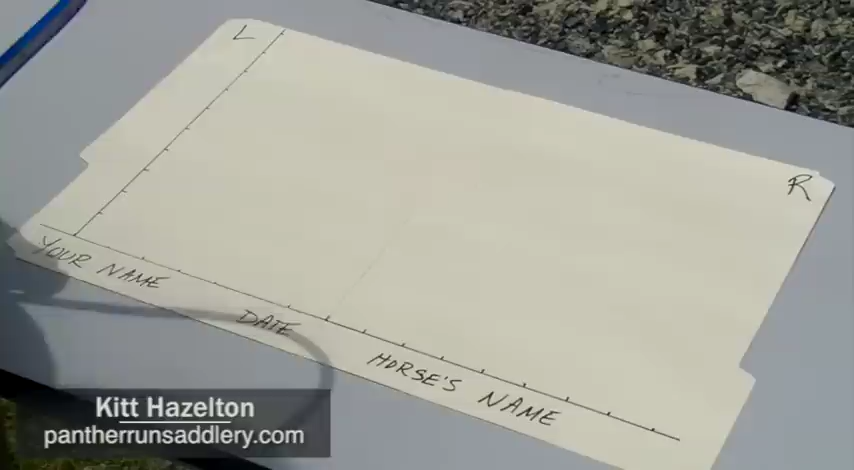 L
R
YOUR NAME
DATE
HORSE'S NAME
Kitt Hazelton
pantherrunsaddlery.com